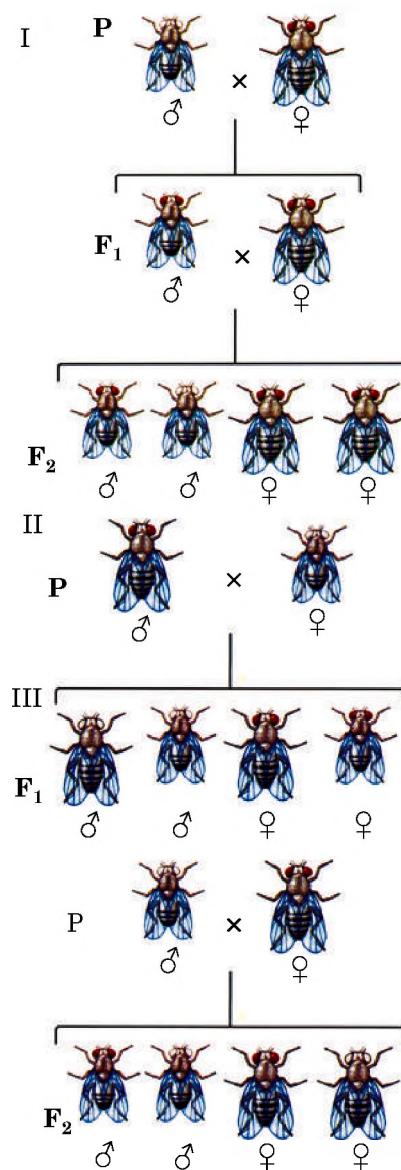 I P × 
♂ ♀
F₁ ×
♂ ♀
F₂
♂ ♂ ♀ ♀
II
P ×
♂ ♀
III
F₁
♂ ♂ ♀ ♀
P ×
♂ ♀
F₂
♂ ♂ ♀ ♀